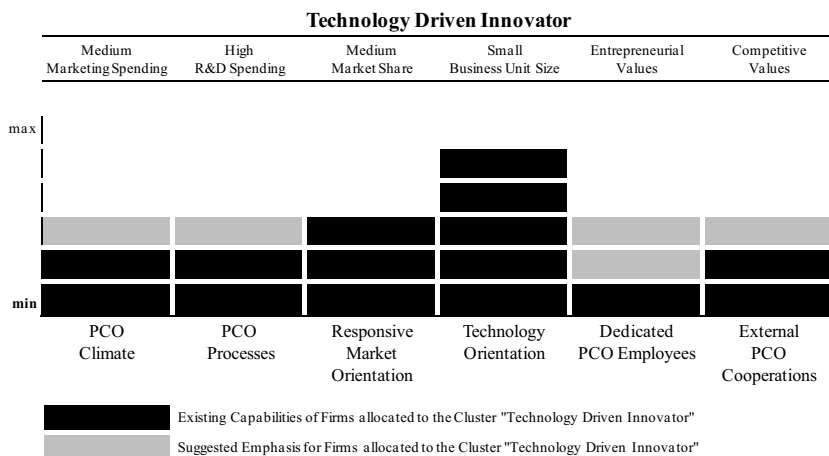 Technology Driven Innovator
Medium High Medium Small Entrepreneurial Competitive
Marketing Spending R&D Spending Market Share Business Unit Size Values Values
max
min
PCO PCO Responsive Technology Dedicated External
Climate Processes Market Orientation PCO Employees PCO
Orientation Cooperations
Existing Capabilities of Firms allocated to the Cluster "Technology Driven Innovator"
Suggested Emphasis for Firms allocated to the Cluster "Technology Driven Innovator"